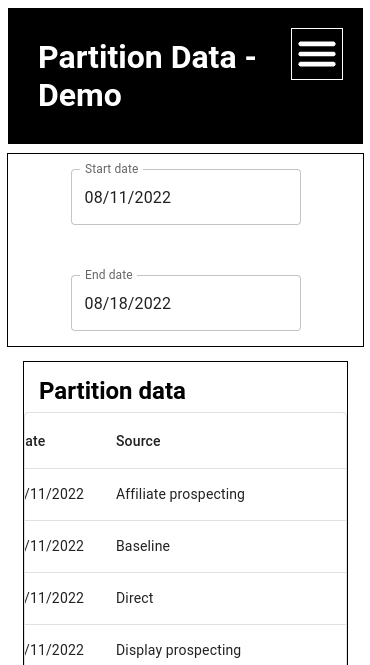 Partition Data -
Demo
Start date
08/11/2022
End date
08/18/2022
Partition data
ate Source
/11/2022 Affiliate prospecting
/11/2022 Baseline
/11/2022 Direct
/11/2022 Display prospecting